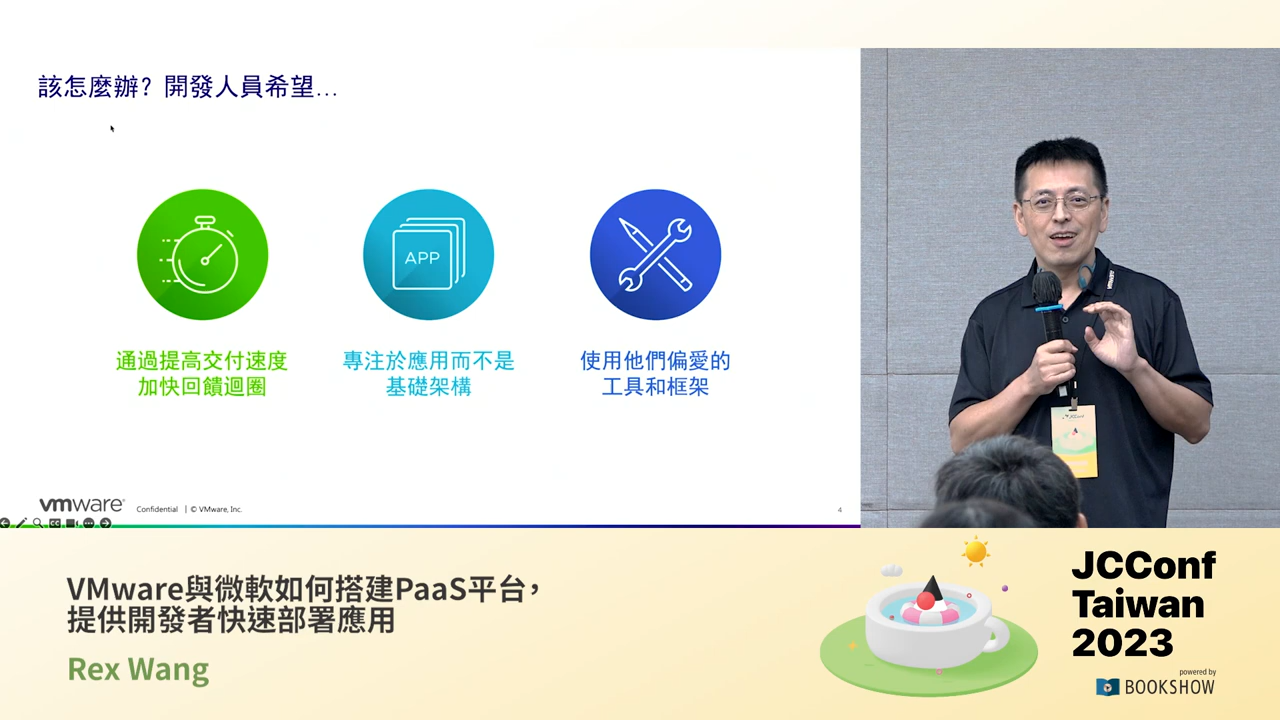 該怎麼辦? 開發人員希望...
APP
通過提高交付速度
加快回饋迴圈
專注於應用而不是
基礎架構
使用他們偏愛的
工具和框架
vmware
Confidential | © VMware, Inc.
4
VMware與微軟如何搭建PaaS平台，
提供開發者快速部署應用
Rex Wang
JCConf
Taiwan
2023
powered by
BOOKSHOW